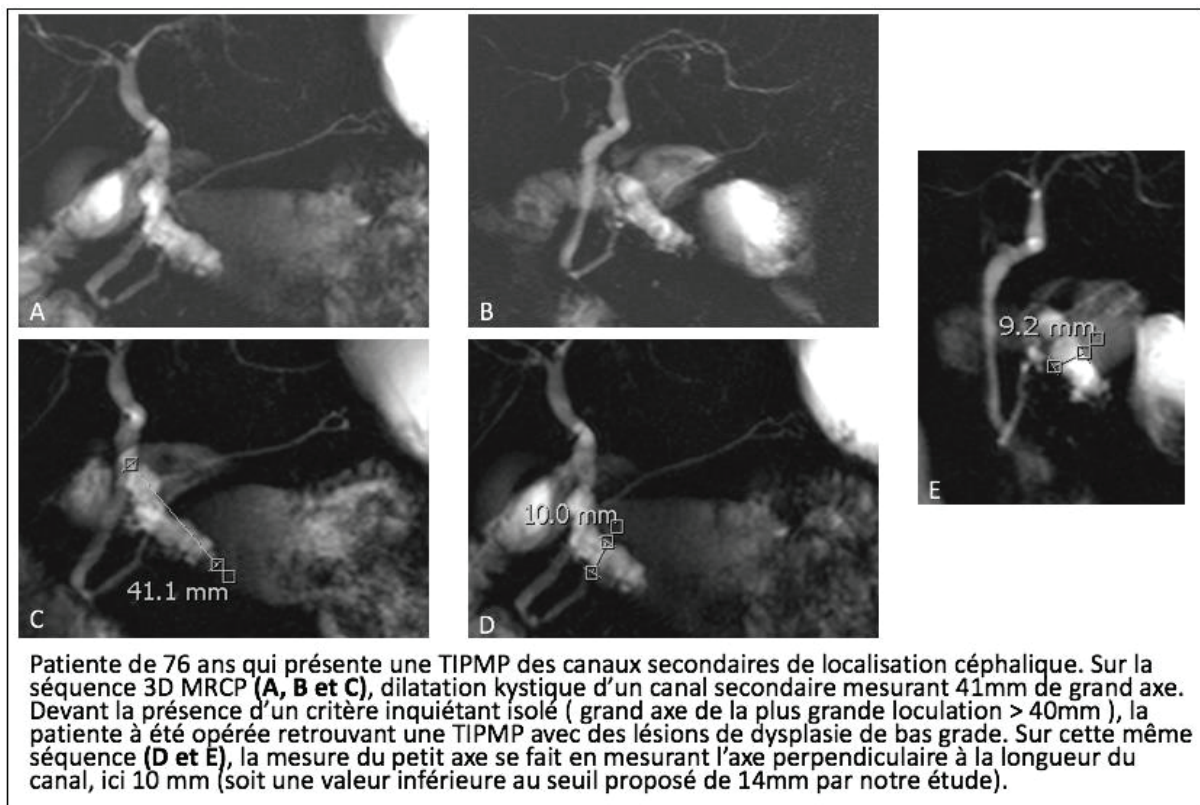 A
B
9.2 mm
E
41.1 mm
C
10.0 mm
D
Patiente de 76 ans qui présente une TIPMP des canaux secondaires de localisation céphalique. Sur la
séquence 3D MRCP (A, B et C), dilatation kystique d'un canal secondaire mesurant 41mm de grand axe.
Devant la présence d'un critère inquiétant isolé ( grand axe de la plus grande loculation > 40mm ), la
patiente à été opérée retrouvant une TIPMP avec des lésions de dysplasie de bas grade. Sur cette même
séquence (D et E), la mesure du petit axe se fait en mesurant l'axe perpendiculaire à la longueur du
canal, ici 10 mm (soit une valeur inférieure au seuil proposé de 14mm par notre étude).